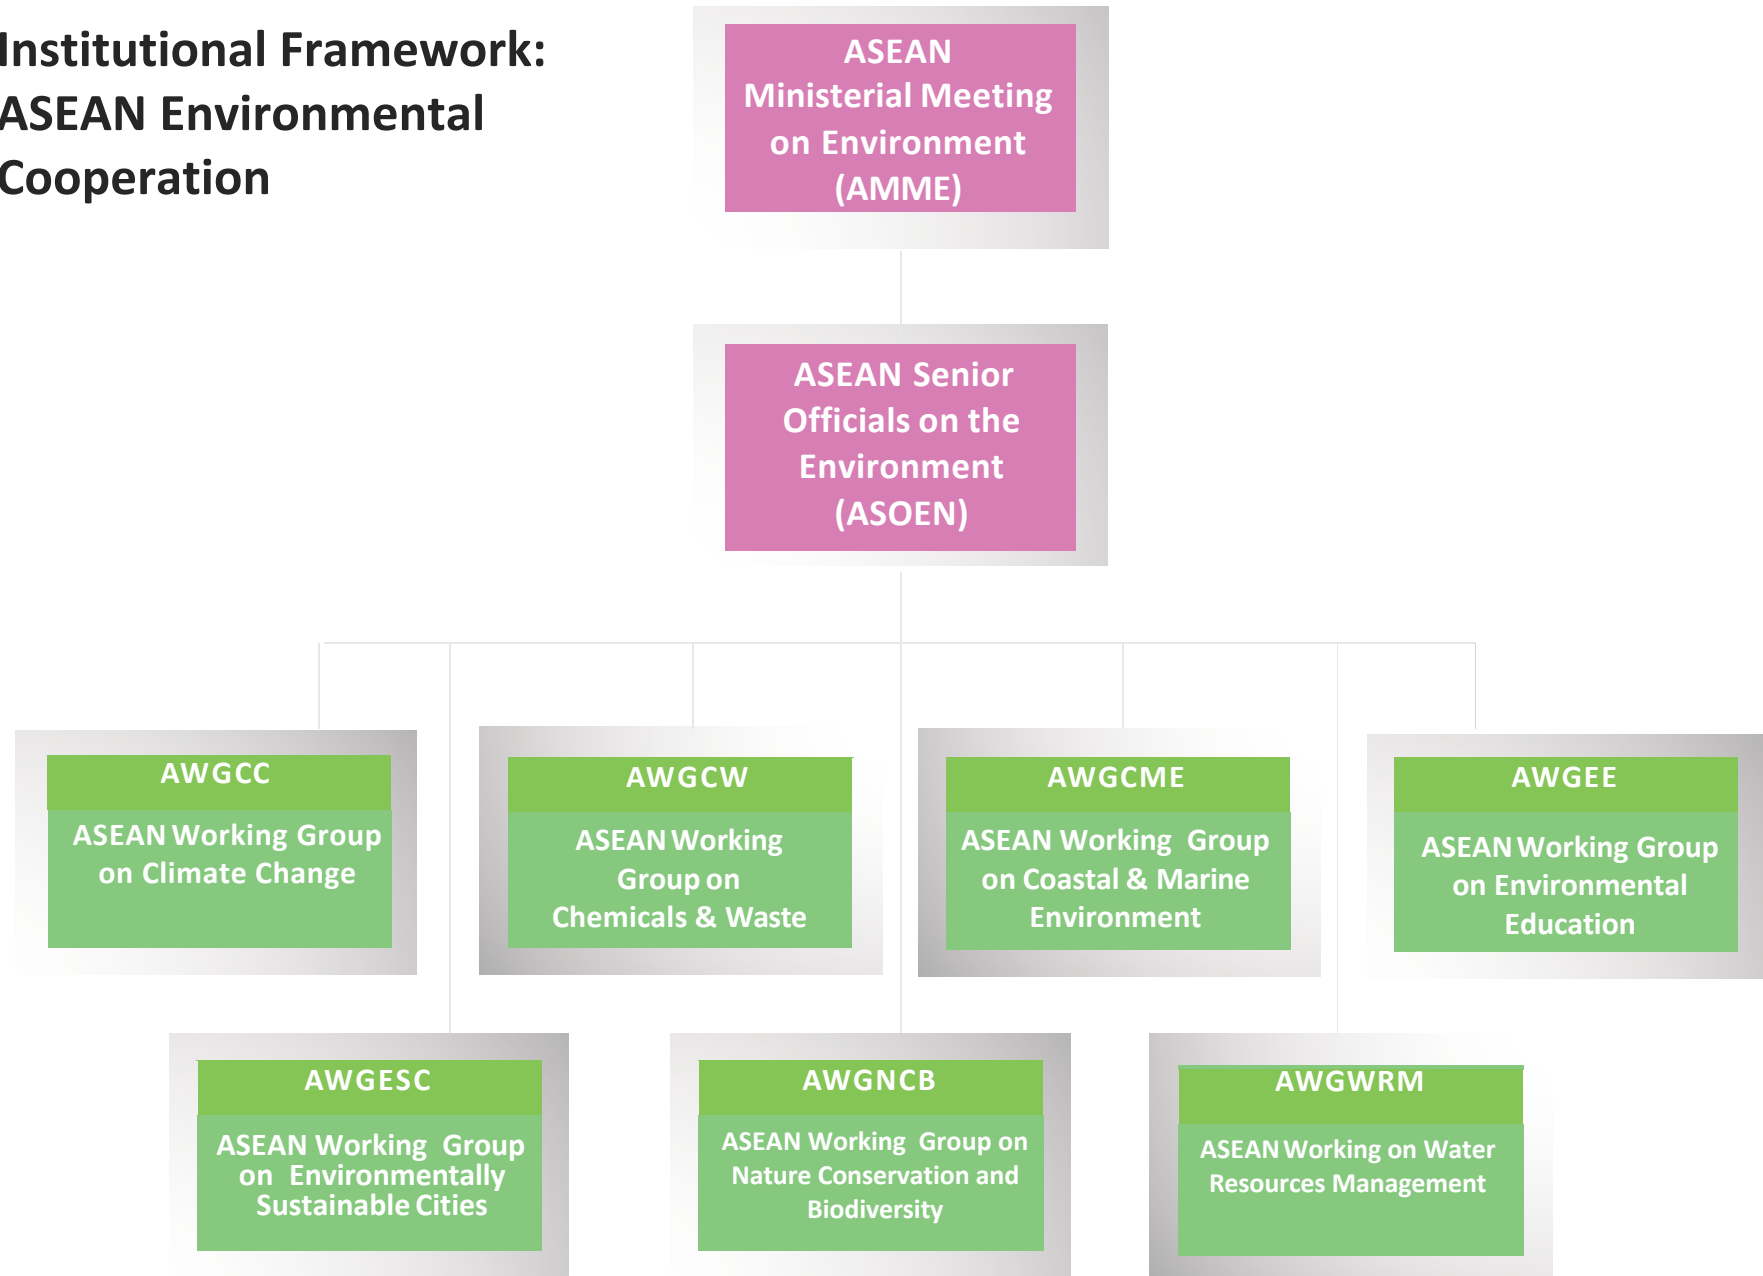 Institutional Framework:
ASEAN Environmental
Cooperation
ASEAN
Ministerial Meeting
on Environment
(AMME)
ASEAN Senior
Officials on the
Environment
(ASOEN)
AWGCC
ASEAN Working Group
on Climate Change
AWGCW
ASEAN Working
Group on
Chemicals & Waste
AWGCME
ASEAN Working Group
on Coastal & Marine
Environment
AWGEE
ASEAN Working Group
on Environmental
Education
AWGESC
ASEAN Working Group
on Environmentally
Sustainable Cities
AWGNCB
ASEAN Working Group on
Nature Conservation and
Biodiversity
AWGWRM
ASEAN Working on Water
Resources Management